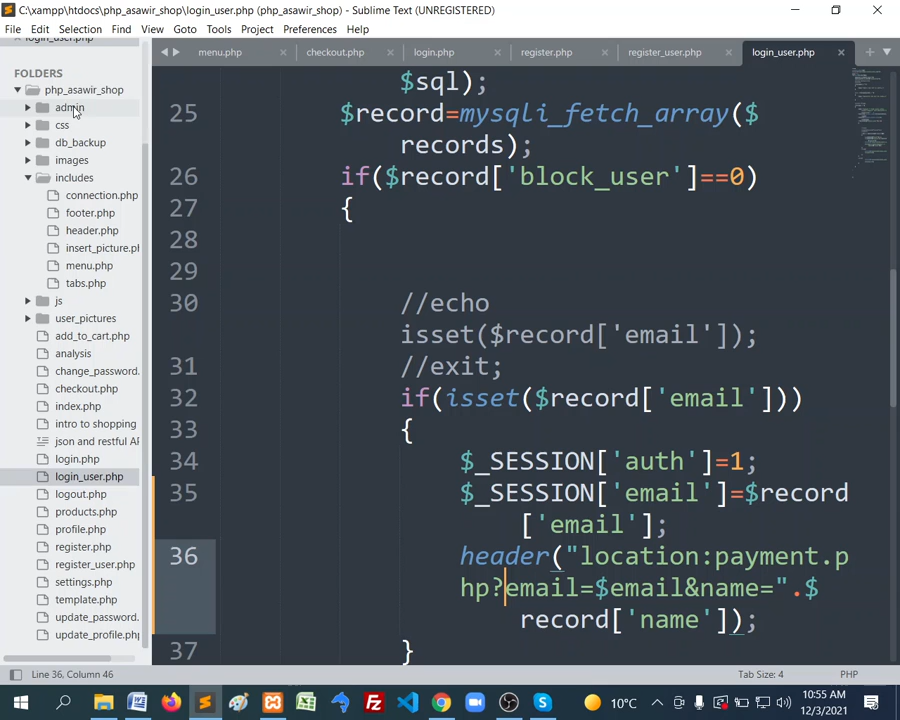 C:\xampp\htdocs\php_asawir_shop\login_user.php (php_asawir_shop) - Sublime Text (UNREGISTERED)
File Edit Selection Find View Goto Tools Project Preferences Help
login_user.php
FOLDERS
php_asawir_shop
admin
css
db_backup
images
includes
connection.php
footer.php
header.php
insert_picture.ph
menu.php
tabs.php
js
user_pictures
add_to_cart.php
analysis
change_password.
checkout.php
index.php
intro to shopping
json and restful AP
login.php
login_user.php
logout.php
products.php
profile.php
register.php
register_user.php
settings.php
template.php
update_password.
update_profile.php
menu.php checkout.php login.php register.php register_user.php login_user.php
$sql);
25 $record=mysqli_fetch_array($
records);
26 if($record['block_user']==0)
27 {
28
29
30 //echo
isset($record['email']);
31 //exit;
32 if(isset($record['email']))
33 {
34 $_SESSION['auth']=1;
35 $_SESSION['email']=$record
['email'];
36 header("location:payment.p
hp?email=$email&name=".$
record['name']);
37 }
Line 36, Column 46 Tab Size: 4 PHP
10°C
10:55 AM
12/3/2021